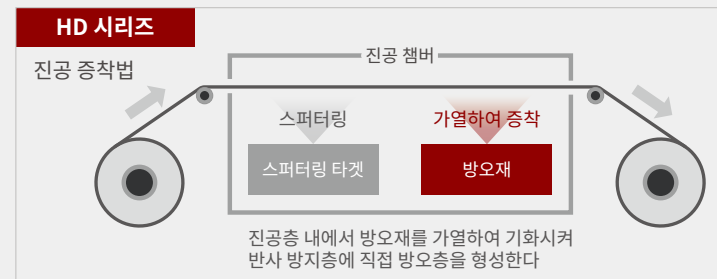 HD 시리즈
진공 증착법
진공 챔버
스퍼터링
가열하여 증착
스퍼터링 타겟
방오재
진공층 내에서 방오재를 가열하여 기화시켜
반사 방지층에 직접 방오층을 형성한다